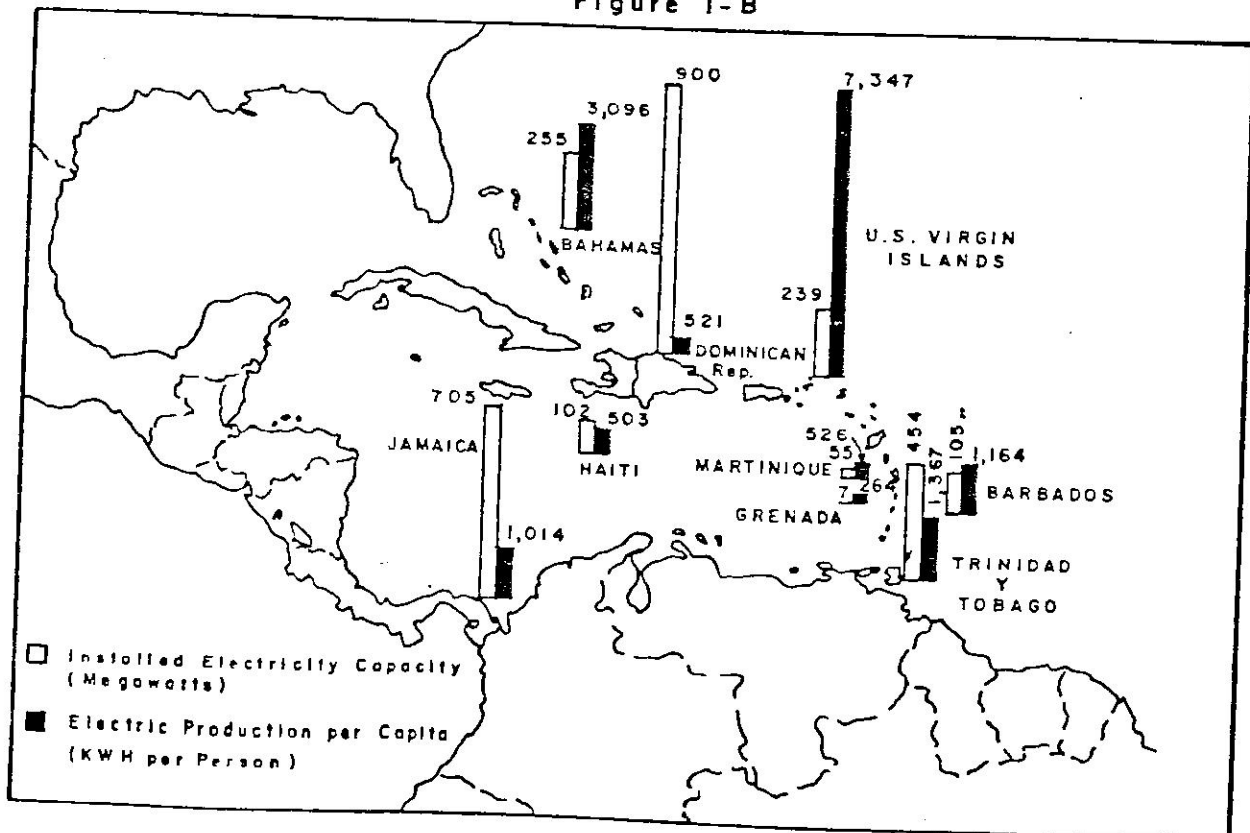 Figure 1-B
900
7,347
3,096
255
BAHAMAS
U.S. VIRGIN
ISLANDS
239
521
DOMINICAN
Rep.
705
102
503
JAMAICA
HAITI
526
55
MARTINIQUE
7
264
GRENADA
454
1,367
105
1,164
BARBADOS
1,014
TRINIDAD
Y
TOBAGO
Installed Electricity Capacity
(Megawatts)
Electric Production per Capita
(KWH per Person)